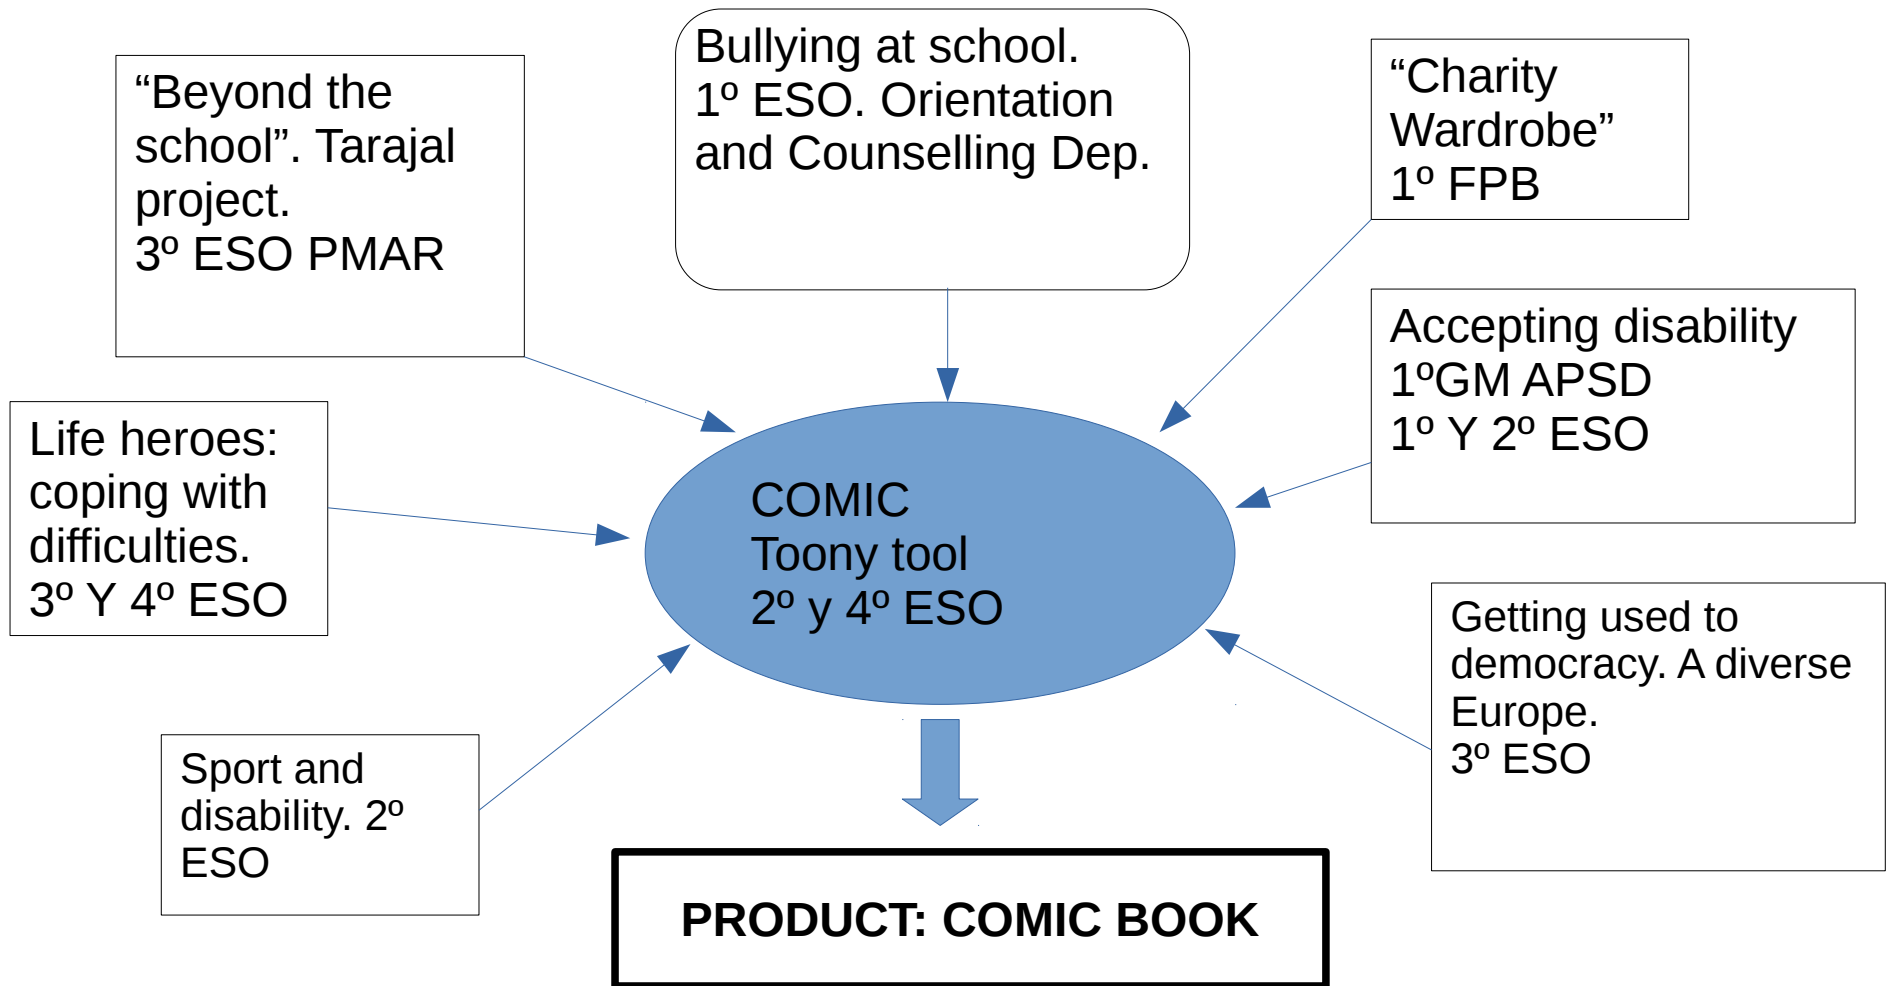 “Beyond the
school”. Tarajal
project.
3º ESO PMAR
Bullying at school.
1º ESO. Orientation
and Counselling Dep.
“Charity
Wardrobe”
1º FPB
Accepting disability
1ºGM APSD
1º Y 2º ESO
Life heroes:
coping with
difficulties.
3º Y 4º ESO
COMIC
Toony tool
2º y 4º ESO
Getting used to
democracy. A diverse
Europe.
3º ESO
Sport and
disability. 2º
ESO
PRODUCT: COMIC BOOK